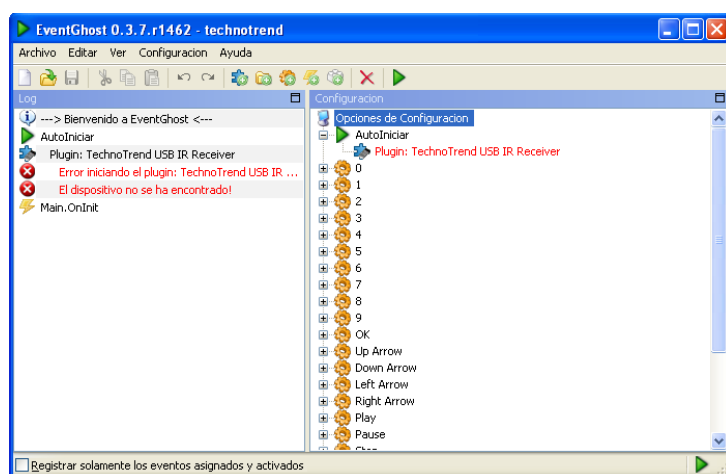 EventGhost 0.3.7.r1462 - technotrend
Archivo Editar Ver Configuracion Ayuda
Log
---> Bienvenido a EventGhost <---
AutoIniciar
Plugin: TechnoTrend USB IR Receiver
Error iniciando el plugin: TechnoTrend USB IR ...
El dispositivo no se ha encontrado!
Main.OnInit
Configuracion
Opciones de Configuracion
AutoIniciar
Plugin: TechnoTrend USB IR Receiver
0
1
2
3
4
5
6
7
8
9
OK
Up Arrow
Down Arrow
Left Arrow
Right Arrow
Play
Pause
Registrar solamente los eventos asignados y activados